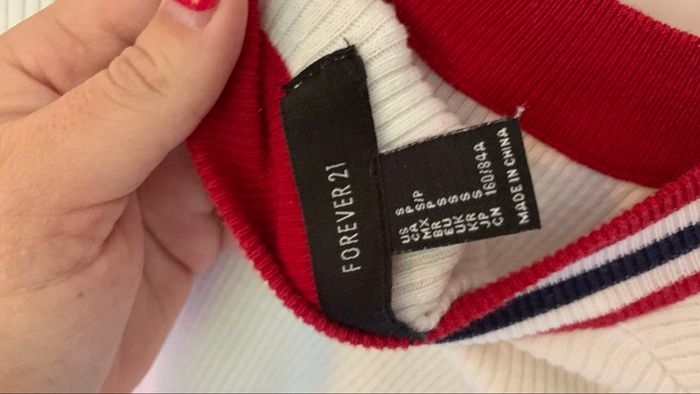 FOREVER 21
US S
CA P
MX S/P
BR P
EU S
UK S
KR S
JP S
CN 160/84A
MADE IN CHINA